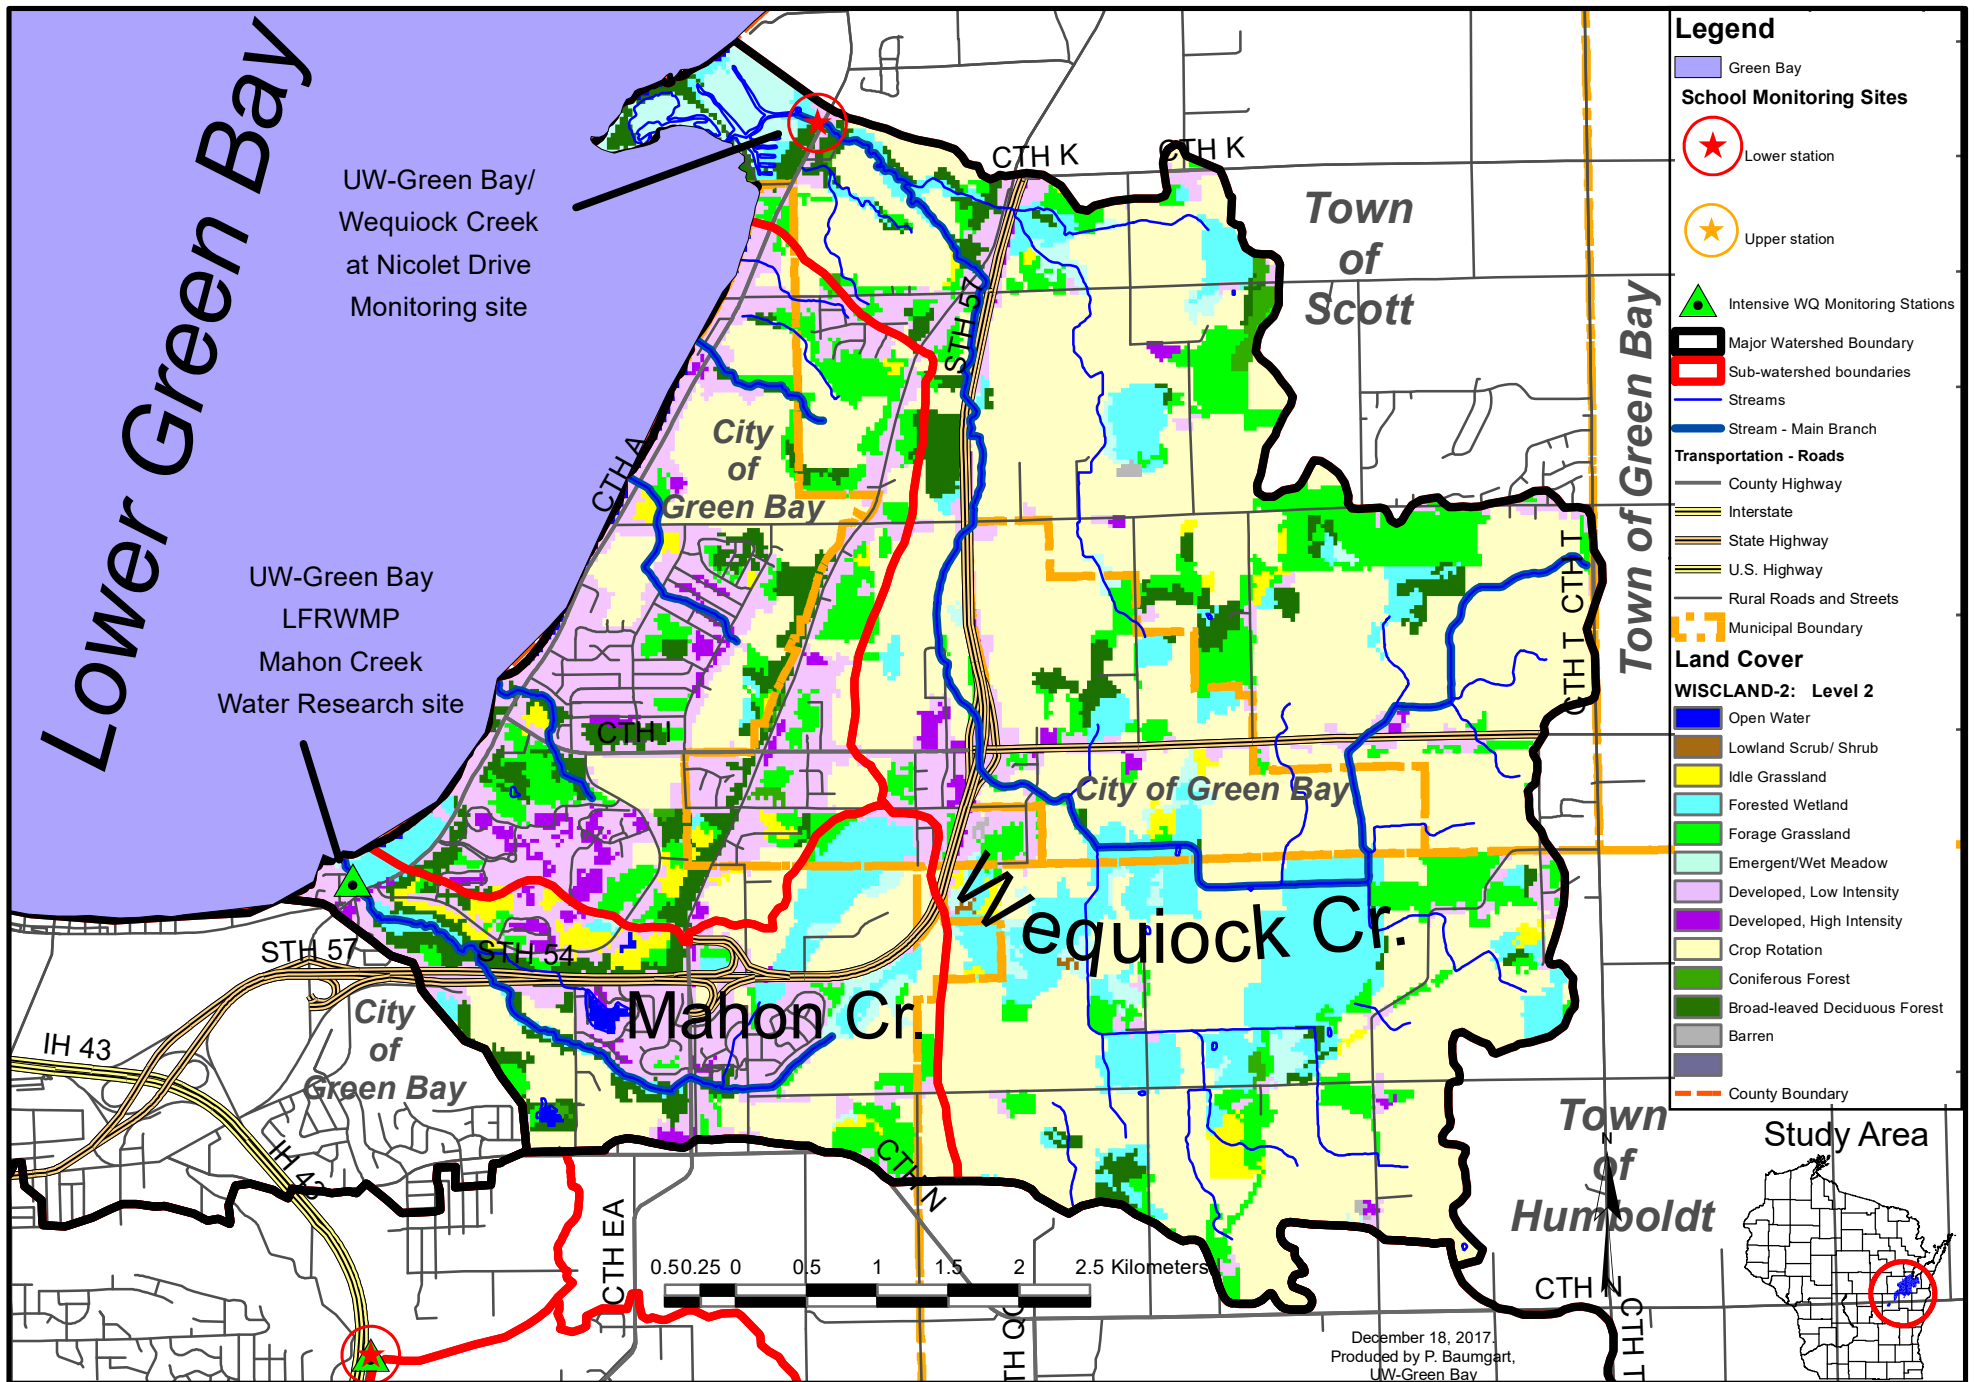 Lower Green Bay
UW-Green Bay/
Wequiock Creek
at Nicolet Drive
Monitoring site
UW-Green Bay
LFRWMP
Mahon Creek
Water Research site
CTH K
CTH K
Town
of
Scott
Town of Green Bay
STH 57
City
of
Green Bay
CTH A
CTH T
CTH T
CTH T
CTH I
City of Green Bay
Wequiock Cr.
STH 57
STH 54
Mahon Cr.
City
of
Green Bay
IH 43
IH 43
CTH N
CTH EA
Town
of
Humboldt
N
CTH N
CTH T
0.5 0.25 0 0.5 1 1.5 2 2.5 Kilometers
December 18, 2017.
Produced by P. Baumgart,
UW-Green Bay
Legend
Green Bay
School Monitoring Sites
Lower station
Upper station
Intensive WQ Monitoring Stations
Major Watershed Boundary
Sub-watershed boundaries
Streams
Stream - Main Branch
Transportation - Roads
County Highway
Interstate
State Highway
U.S. Highway
Rural Roads and Streets
Municipal Boundary
Land Cover
WISCLAND-2: Level 2
Open Water
Lowland Scrub/ Shrub
Idle Grassland
Forested Wetland
Forage Grassland
Emergent/Wet Meadow
Developed, Low Intensity
Developed, High Intensity
Crop Rotation
Coniferous Forest
Broad-leaved Deciduous Forest
Barren
County Boundary
Study Area